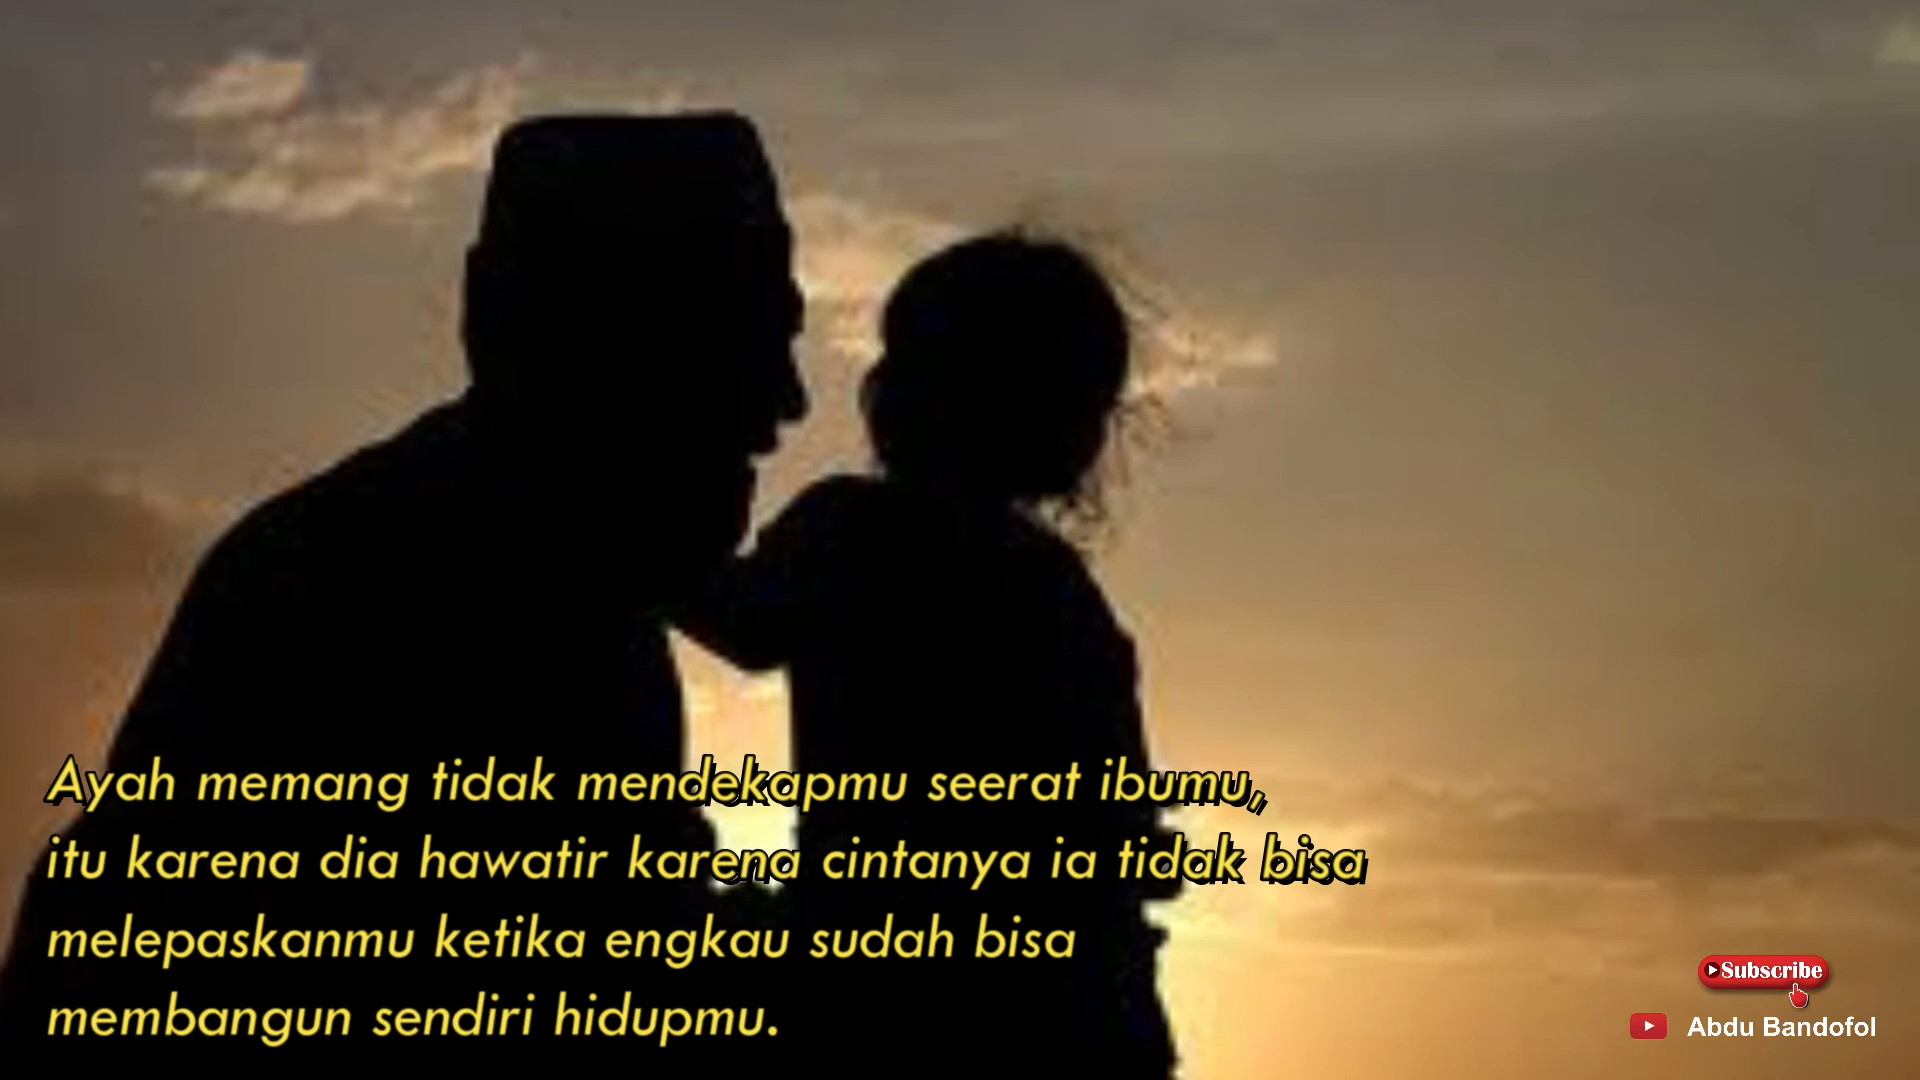 Ayah memang tidak mendekapmu seerat ibumu,
itu karena dia hawatir karena cintanya ia tidak bisa
melepaskanmu ketika engkau sudah bisa
membangun sendiri hidupmu.
Subscribe
Abdu Bandofol